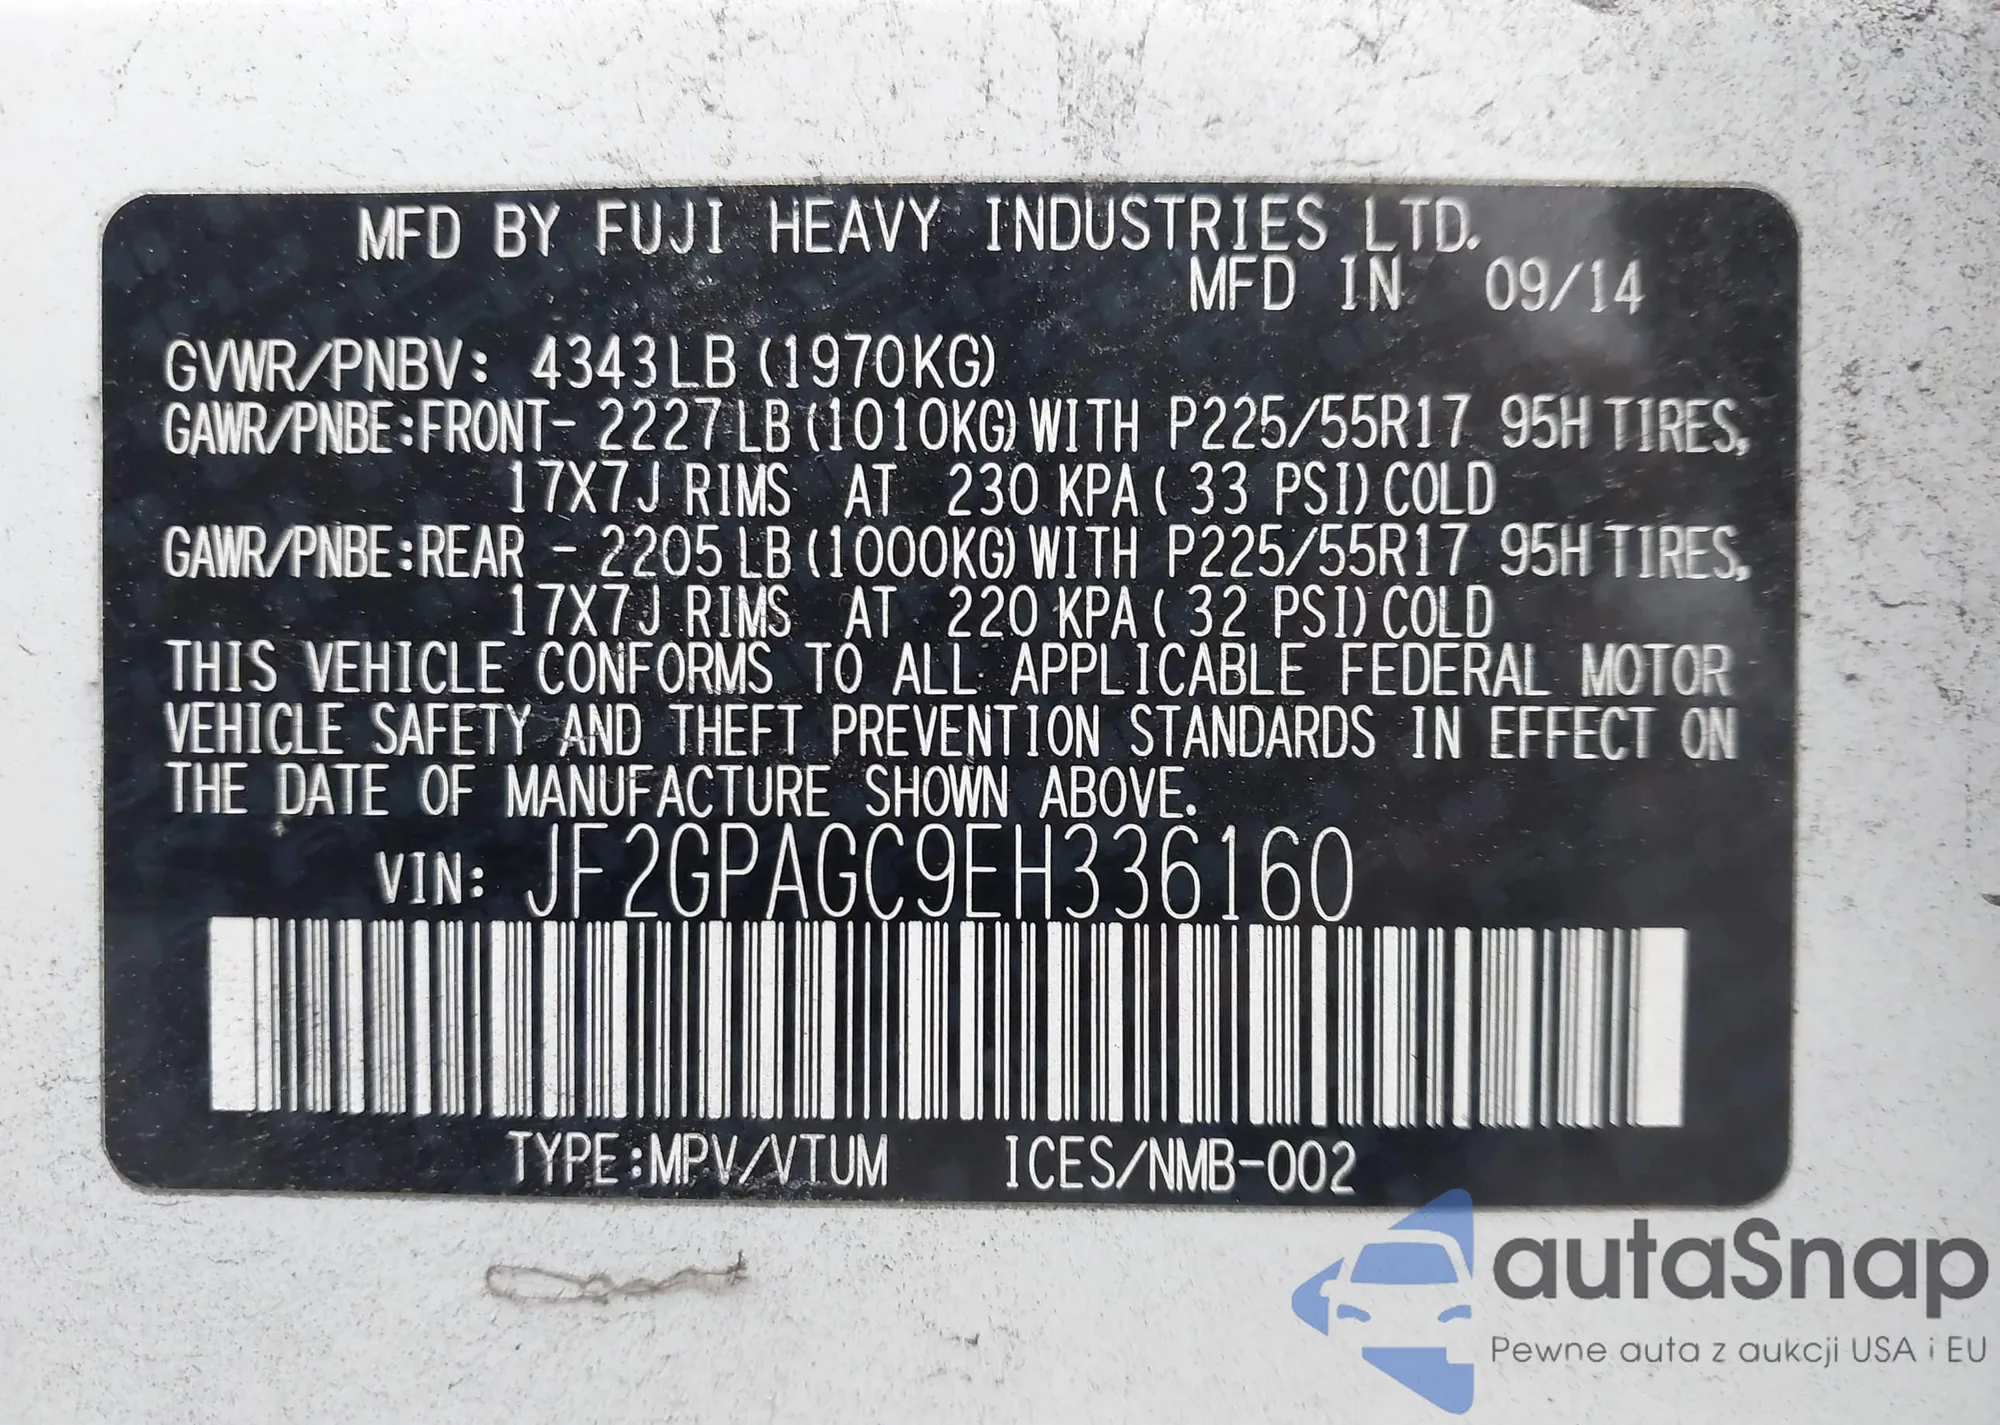 MFD BY FUJI HEAVY INDUSTRIES LTD.
MFD IN 09/14
GVWR/PNBV: 4343LB (1970KG)
GAWR/PNBE:FRONT- 2227LB (1010KG) WITH P225/55R17 95H TIRES,
17X7J RIMS AT 230 KPA ( 33 PSI) COLD
GAWR/PNBE:REAR - 2205LB (1000KG) WITH P225/55R17 95H TIRES,
17X7J RIMS AT 220 KPA ( 32 PSI) COLD
THIS VEHICLE CONFORMS TO ALL APPLICABLE FEDERAL MOTOR
VEHICLE SAFETY AND THEFT PREVENTION STANDARDS IN EFFECT ON
THE DATE OF MANUFACTURE SHOWN ABOVE.
VIN: JF2GPAGC9EH336160
TYPE:MPV/VTUM ICES/NMB-002
autaSnap
Pewne auta z aukcji USA i EU